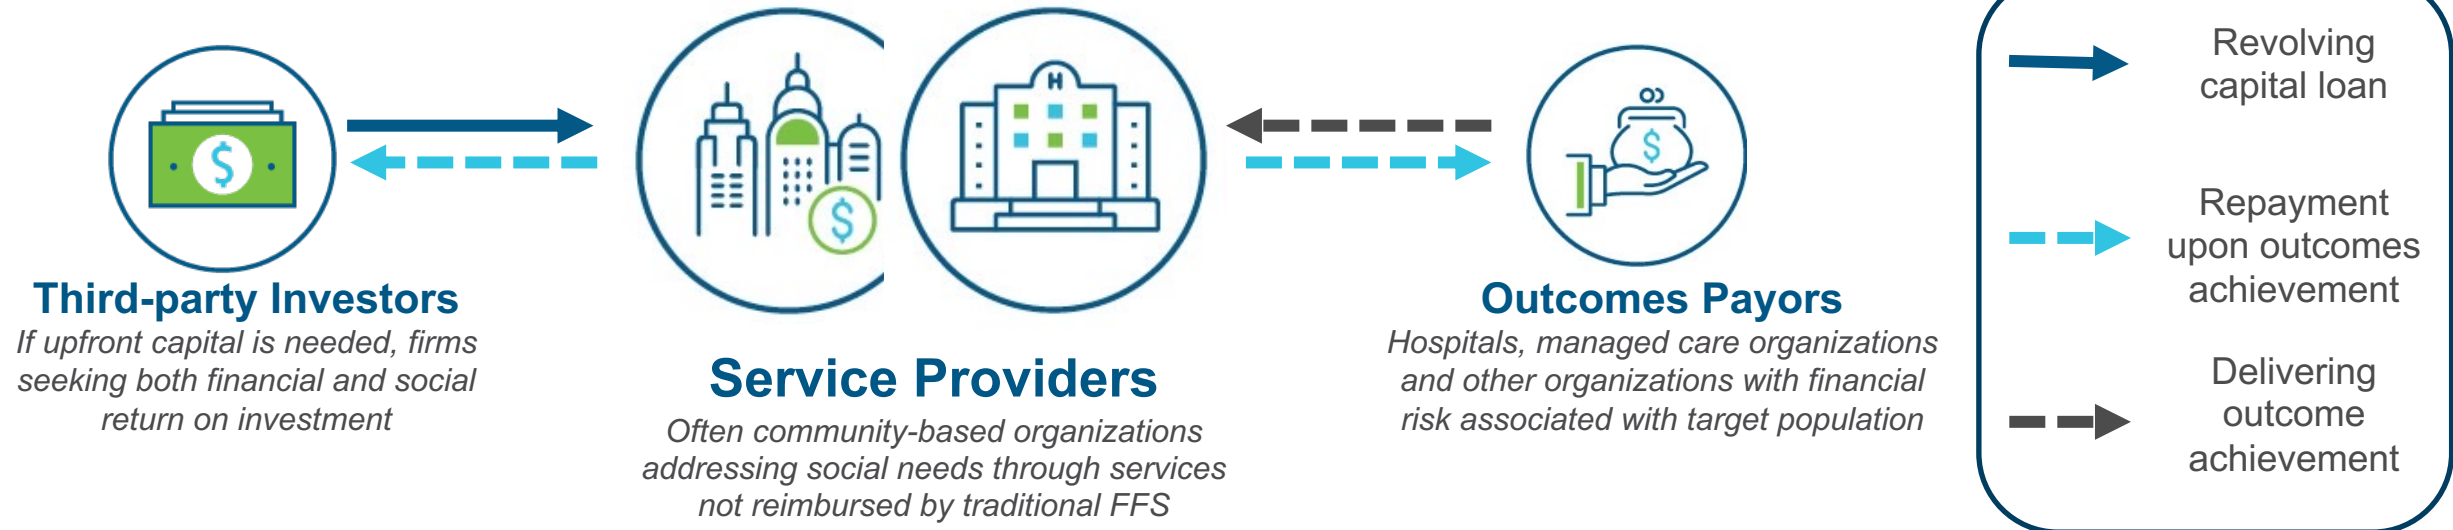 Third-party Investors
If upfront capital is needed, firms
seeking both financial and social
return on investment
$
$
H
Service Providers
Often community-based organizations
addressing social needs through services
not reimbursed by traditional FFS
$
Outcomes Payors
Hospitals, managed care organizations
and other organizations with financial
risk associated with target population
Revolving
capital loan
Repayment
upon outcomes
achievement
Delivering
outcome
achievement